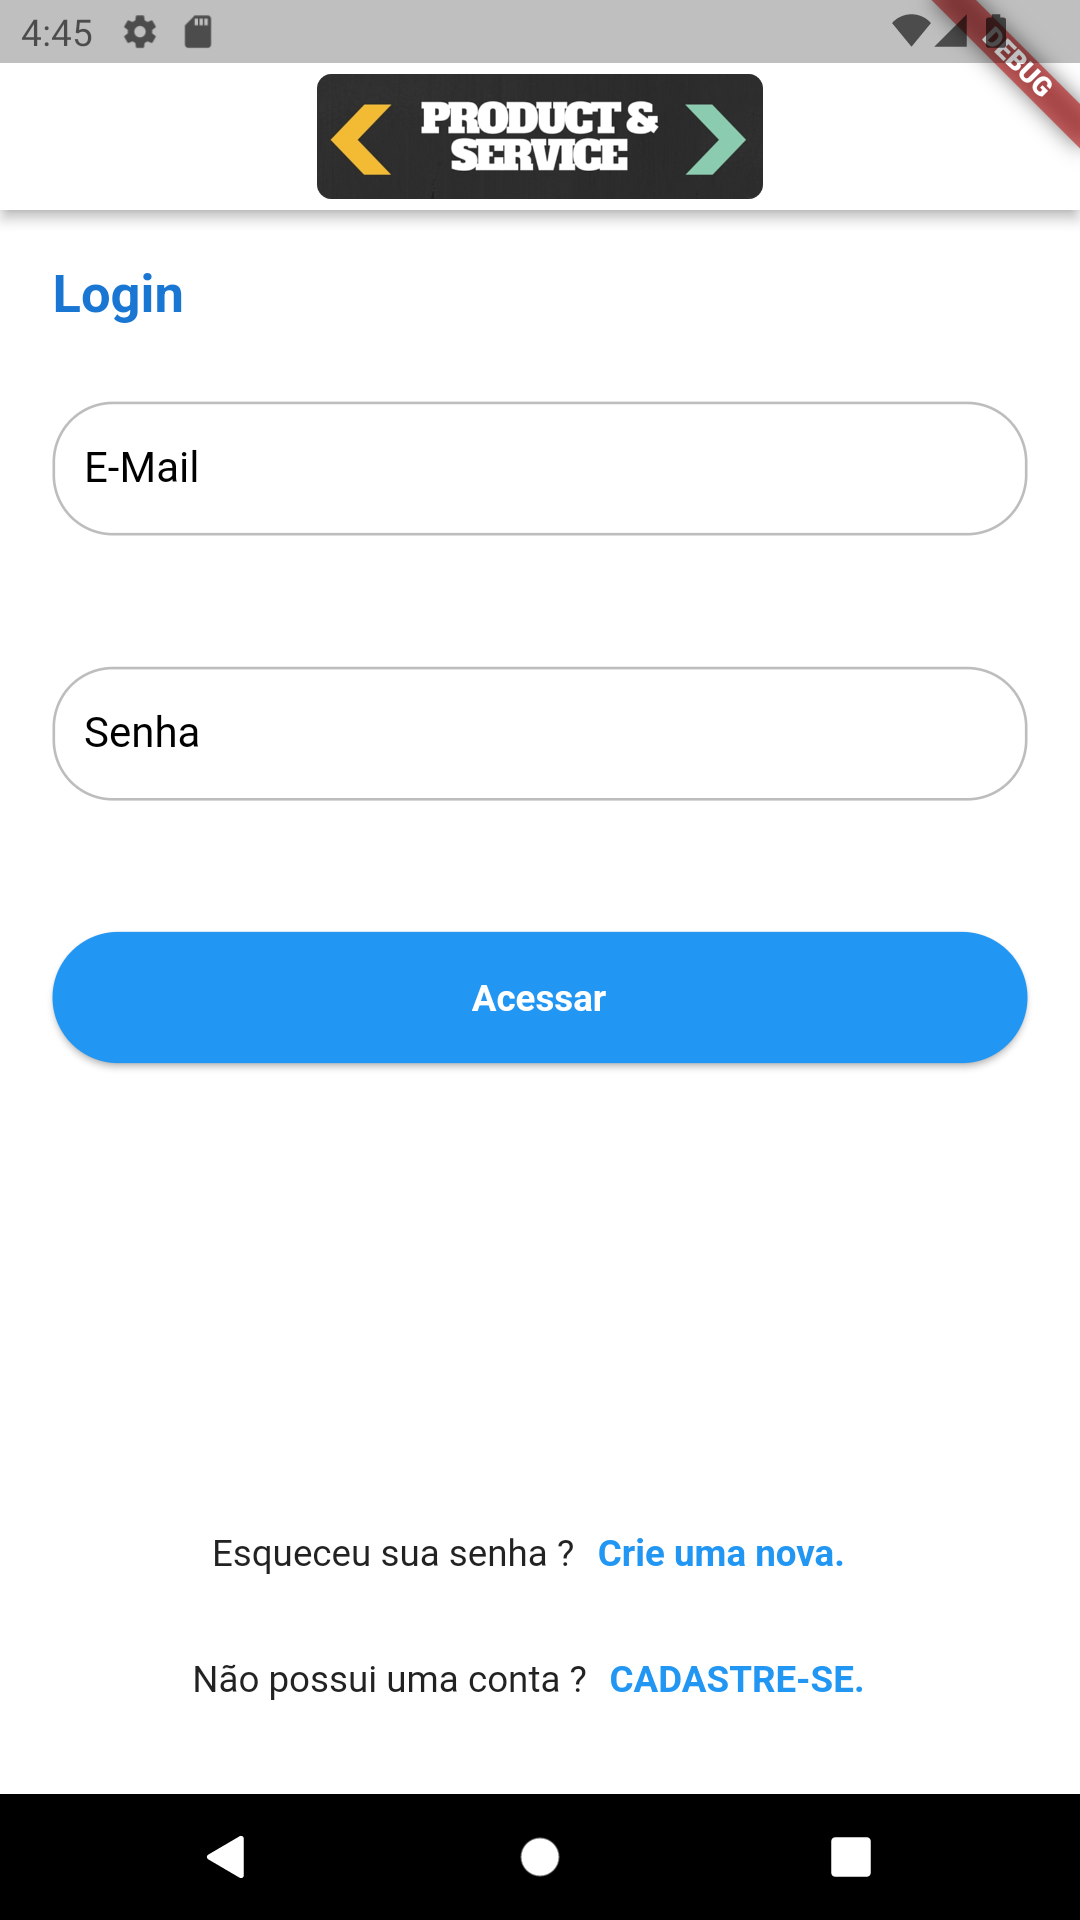 4:45
DEBUG
PRODUCT &
SERVICE
Login
E-Mail
Senha
Acessar
Esqueceu sua senha ? Crie uma nova.
Não possui uma conta ? CADASTRE-SE.